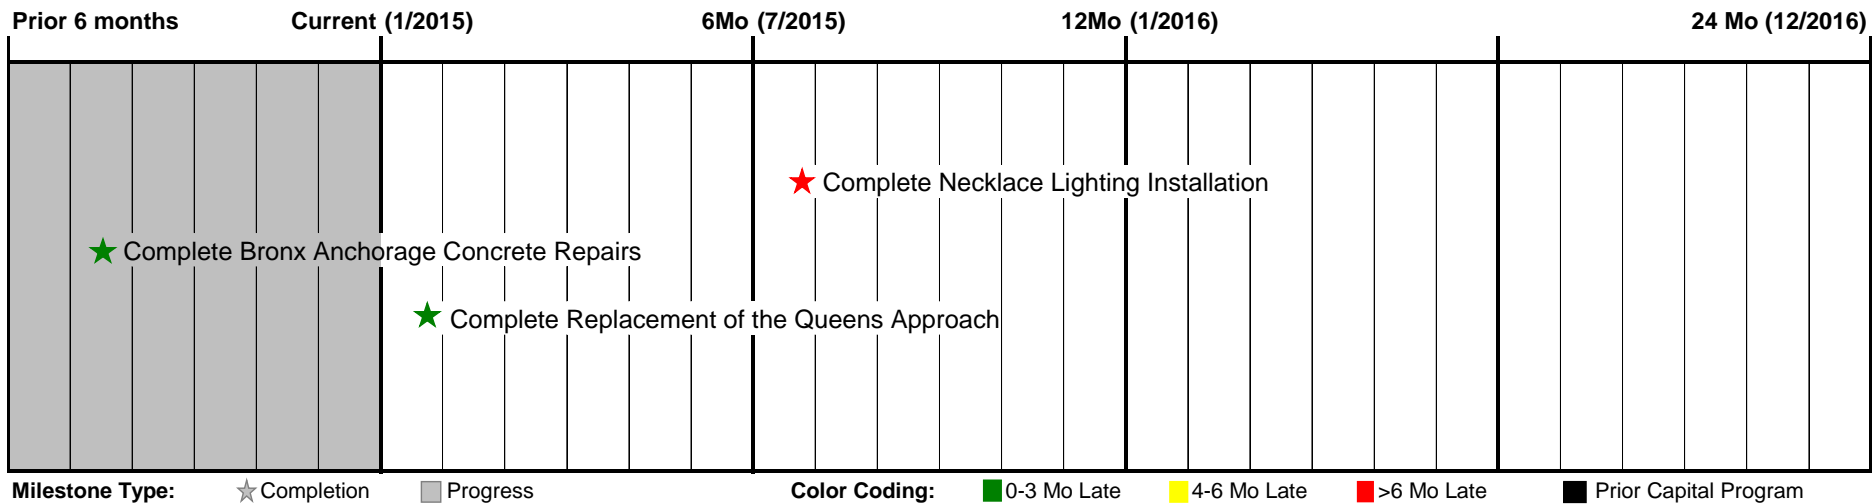 Prior 6 months Current (1/2015) 6Mo (7/2015) 12Mo (1/2016) 24 Mo (12/2016)
Complete Necklace Lighting Installation
Complete Bronx Anchorage Concrete Repairs
Complete Replacement of the Queens Approach
Milestone Type: Completion Progress Color Coding: 0-3 Mo Late 4-6 Mo Late >6 Mo Late Prior Capital Program